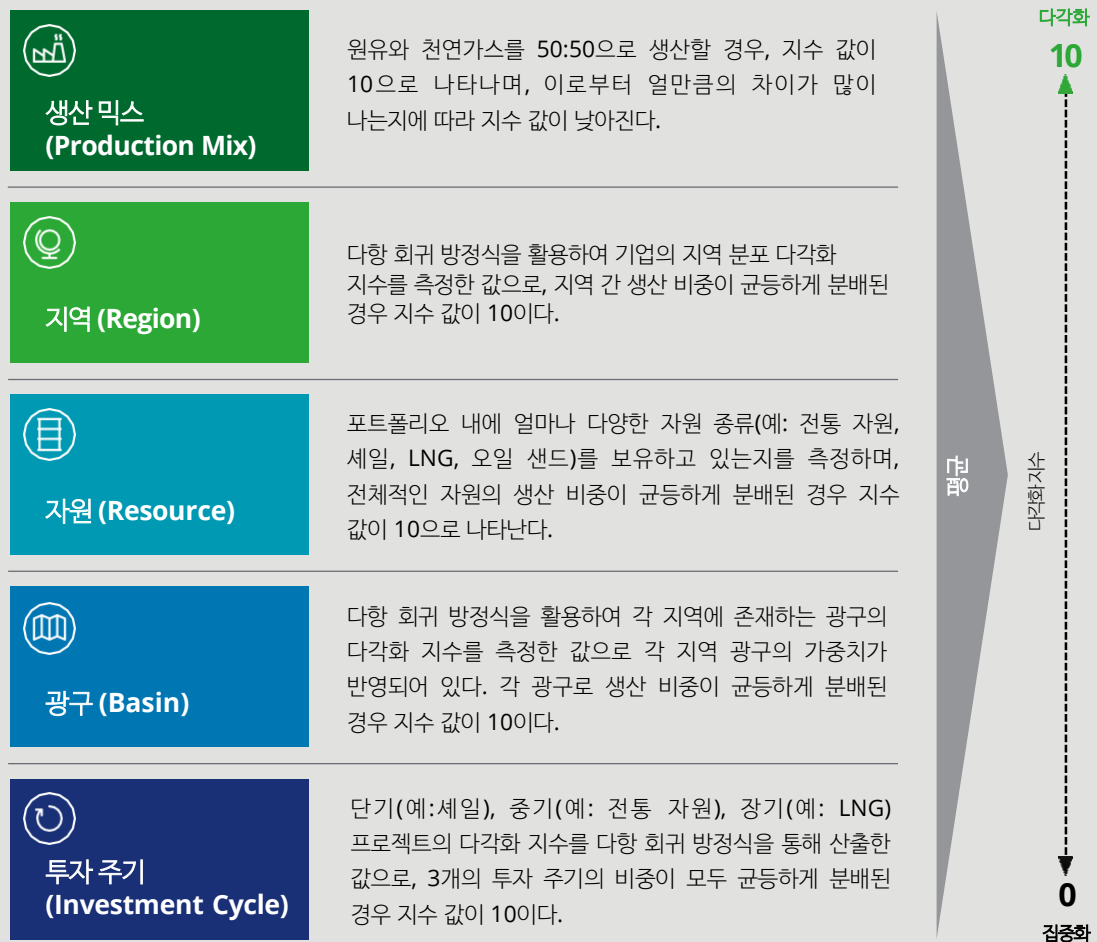 생산 믹스
(Production Mix)
원유와 천연가스를 50:50으로 생산할 경우, 지수 값이
10으로 나타나며, 이로부터 얼만큼의 차이가 많이
나는지에 따라 지수 값이 낮아진다.
지역 (Region)
다항 회귀 방정식을 활용하여 기업의 지역 분포 다각화
지수를 측정한 값으로, 지역 간 생산 비중이 균등하게 분배된
경우 지수 값이 10이다.
자원 (Resource)
포트폴리오 내에 얼마나 다양한 자원 종류(예: 전통 자원,
셰일, LNG, 오일 샌드)를 보유하고 있는지를 측정하며,
전체적인 자원의 생산 비중이 균등하게 분배된 경우 지수
값이 10으로 나타난다.
광구 (Basin)
다항 회귀 방정식을 활용하여 각 지역에 존재하는 광구의
다각화 지수를 측정한 값으로 각 지역 광구의 가중치가
반영되어 있다. 각 광구로 생산 비중이 균등하게 분배된
경우 지수 값이 10이다.
투자 주기
(Investment Cycle)
단기(예:셰일), 중기(예: 전통 자원), 장기(예: LNG)
프로젝트의 다각화 지수를 다항 회귀 방정식을 통해 산출한
값으로, 3개의 투자 주기의 비중이 모두 균등하게 분배된
경우 지수 값이 10이다.
평균
다각화
10
다각화 지수
0
집중화